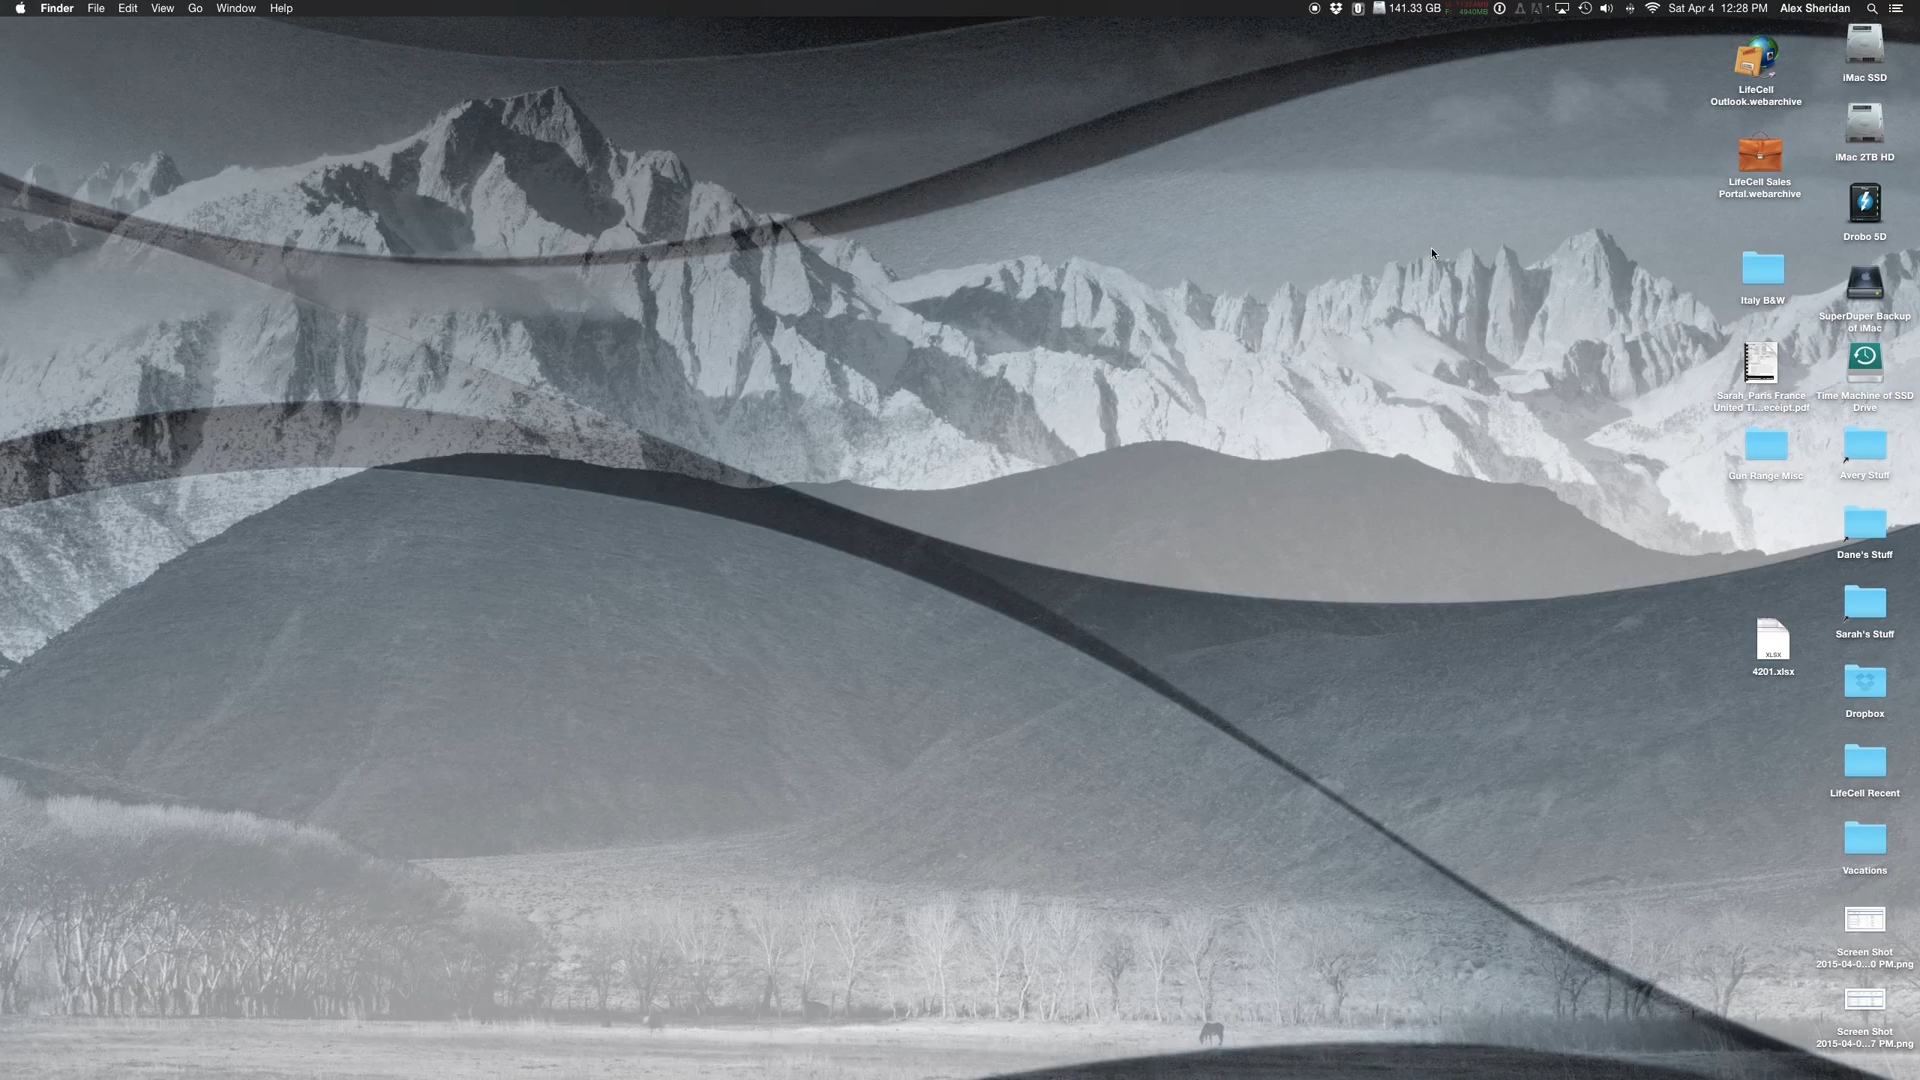 Finder File Edit View Go Window Help
141.33 GB
F: 4940MB
Sat Apr 4 12:28 PM Alex Sheridan
LifeCell
Outlook.webarchive
iMac SSD
LifeCell Sales
Portal.webarchive
iMac 2TB HD
Drobo 5D
Italy B&W
SuperDuper Backup
of iMac
Sarah_Paris France
United Ti...eceipt.pdf
Time Machine of SSD
Drive
Gun Range Misc
Avery Stuff
Dane's Stuff
Sarah's Stuff
XLSX
4201.xlsx
Dropbox
LifeCell Recent
Vacations
Screen Shot
2015-04-0...0 PM.png
Screen Shot
2015-04-0...7 PM.png